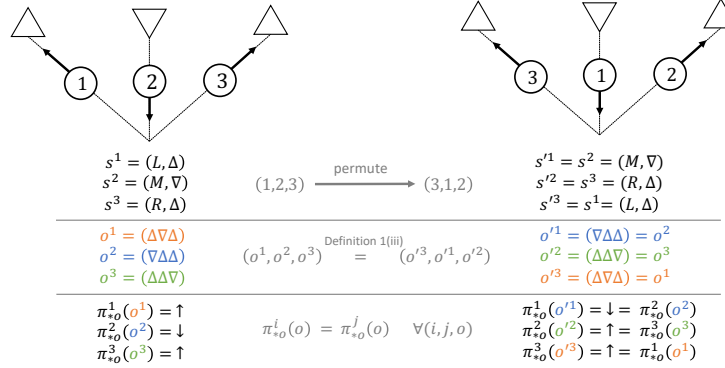 1 2 3
3 1 2
s¹ = (L, Δ)
s² = (M, ∇)
s³ = (R, Δ)
(1,2,3) permute (3,1,2)
s′¹ = s² = (M, ∇)
s′² = s³ = (R, Δ)
s′³ = s¹ = (L, Δ)
o¹ = (Δ∇Δ)
o² = (∇ΔΔ)
o³ = (ΔΔ∇)
Definition 1(iii)
(o¹, o², o³) = (o′³, o′¹, o′²)
o′¹ = (∇ΔΔ) = o²
o′² = (ΔΔ∇) = o³
o′³ = (Δ∇Δ) = o¹
π¹*ₒ(o¹) = ↑
π²*ₒ(o²) = ↓
π³*ₒ(o³) = ↑
πⁱ*ₒ(o) = πʲ*ₒ(o) ∀(i, j, o)
π¹*ₒ(o′¹) = ↓ = π²*ₒ(o²)
π²*ₒ(o′²) = ↑ = π³*ₒ(o³)
π³*ₒ(o′³) = ↑ = π¹*ₒ(o¹)